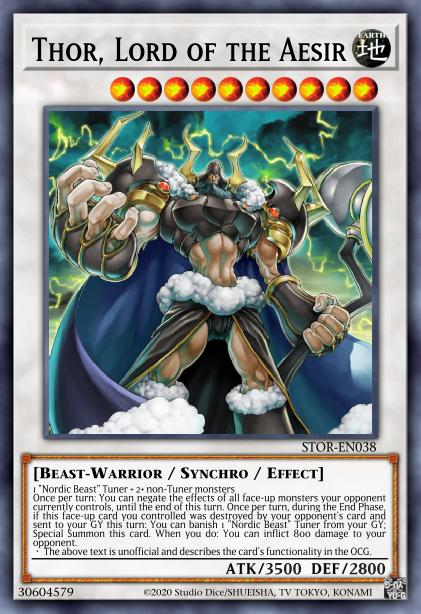 THOR, LORD OF THE AESIR
EARTH
地
STOR-EN038
[BEAST-WARRIOR / SYNCHRO / EFFECT]
1 "Nordic Beast" Tuner + 2+ non-Tuner monsters
Once per turn: You can negate the effects of all face-up monsters your opponent
currently controls, until the end of this turn. Once per turn, during the End Phase,
if this face-up card you controlled was destroyed by your opponent's card and
sent to your GY this turn: You can banish 1 "Nordic Beast" Tuner from your GY;
Special Summon this card. When you do: You can inflict 800 damage to your
opponent.
· The above text is unofficial and describes the card's functionality in the OCG.
ATK/3500 DEF/2800
30604579
©2020 Studio Dice/SHUEISHA, TV TOKYO, KONAMI